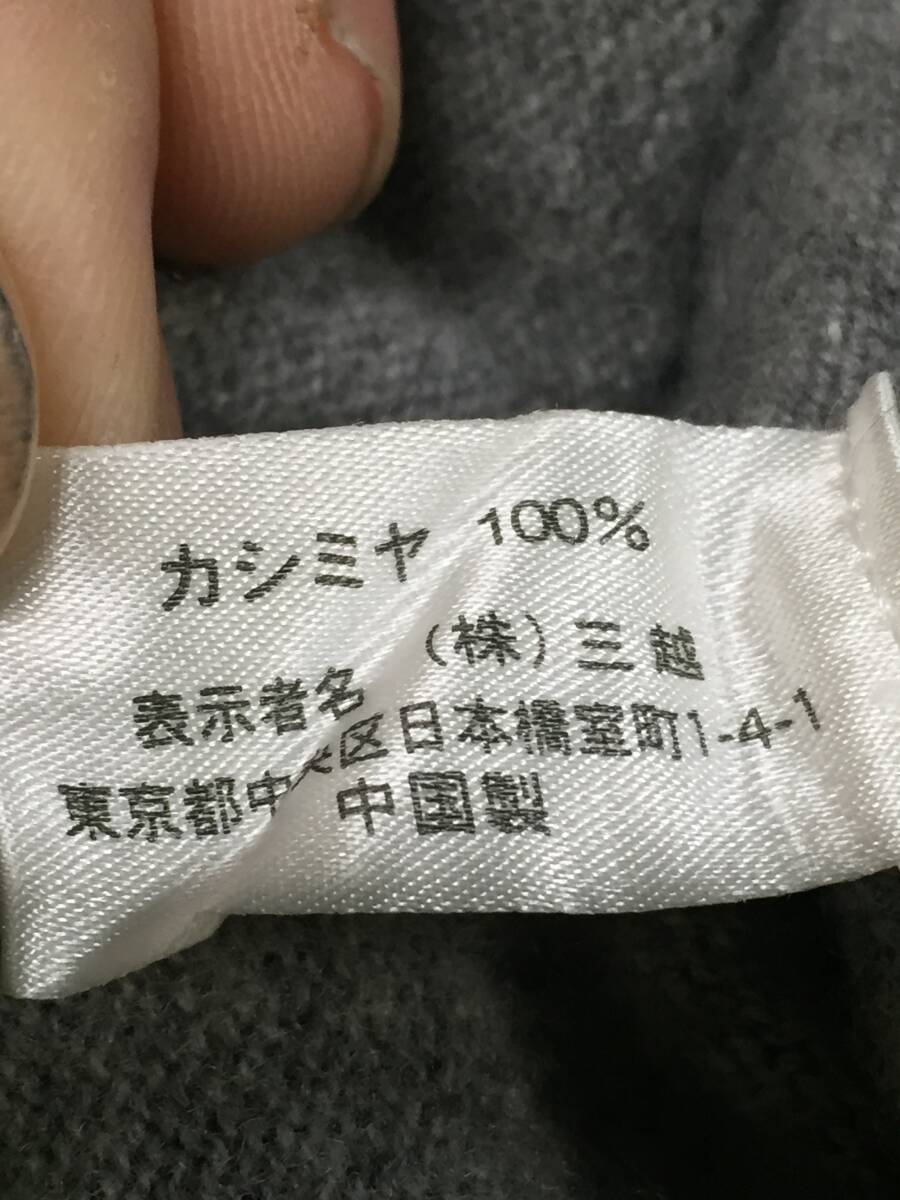 カシミヤ 100%
表示者名 (株)三越
東京都中央区日本橋室町1-4-1
中国製